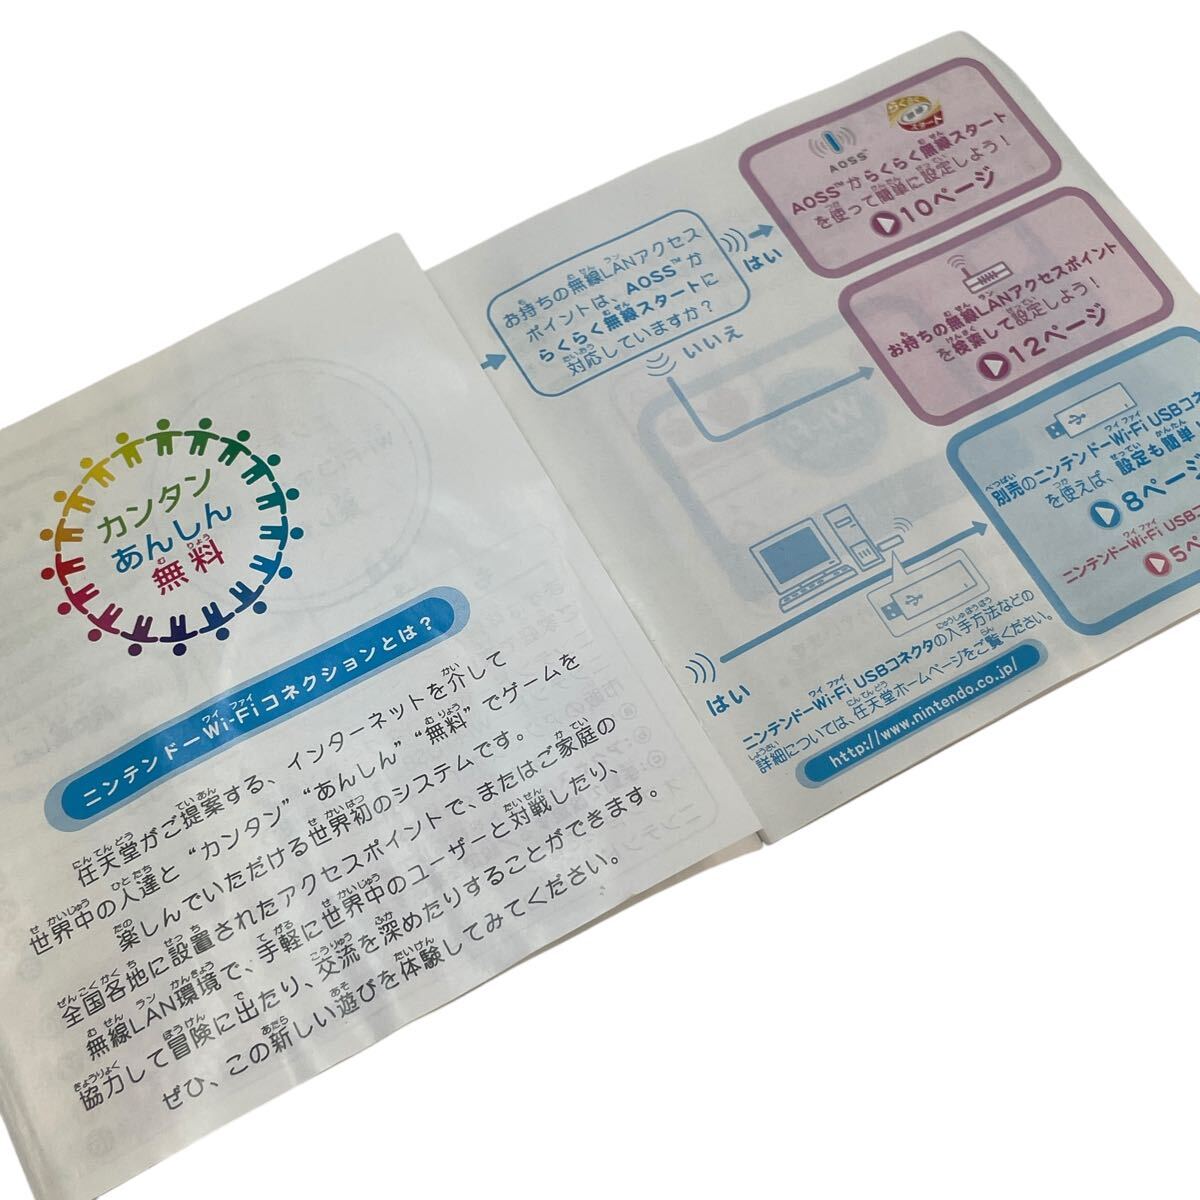 カンタン
あんしん
無料
ニンテンドーWi-Fiコネクションとは？
任天堂がご提案する、インターネットを介して
世界中の人達と“カンタン”“あんしん”“無料”でゲームを
楽しんでいただける世界初のシステムです。
全国各地に設置されたアクセスポイントで、またはご家庭の
無線LAN環境で、手軽に世界中のユーザーと対戦したり、
協力して冒険に出たり、交流を深めたりすることができます。
ぜひ、この新しい遊びを体験してみてください。
お持ちの無線LANアクセス
ポイントは、AOSS™か
らくらく無線スタートに
対応していますか？
はい
いいえ
AOSS™
らくらく
無線
スタート
AOSS™からくらく無線スタート
を使って簡単に設定しよう！
10ページ
お持ちの無線LANアクセスポイント
を検索して設定しよう！
12ページ
別売のニンテンドーWi-Fi USBコネ
を使えば、設定も簡単
8ページ
ニンテンドーWi-Fi USBコ
5ペ
はい
ニンテンドーWi-Fi USBコネクタの入手方法などの
詳細については、任天堂ホームページをご覧ください。
http://www.nintendo.co.jp/